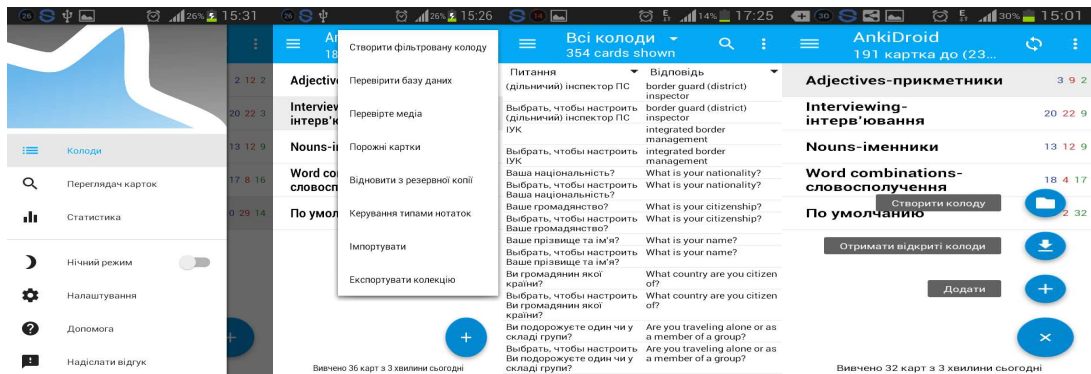 26% 15:31
2 12 2
20 22 3
13 12 9
17 8 16
0 29 14
Колоди
Переглядач карток
Статистика
Нічний режим
Налаштування
Допомога
Надіслати відгук
26% 15:26
Створити фільтровану колоду
Перевірити базу даних
Перевірте медіа
Порожні картки
Відновити з резервної копії
Керування типами нотаток
Імпортувати
Експортувати колекцію
Вивчено 36 карт з 3 хвилини сьогодні
14% 17:25
Всі колоди
354 cards shown
Питання Відповідь
(дільничий) інспектор ПС border guard (district)
inspector
Выбрать, чтобы настроить border guard (district)
(дільничий) інспектор ПС inspector
ІУК integrated border
management
Выбрать, чтобы настроить integrated border
ІУК management
Ваша національність? What is your nationality?
Выбрать, чтобы настроить What is your nationality?
Ваша національність?
Ваше громадянство? What is your citizenship?
Выбрать, чтобы настроить What is your citizenship?
Ваше громадянство?
Ваше прізвище та ім'я? What is your name?
Выбрать, чтобы настроить What is your name?
Ваше прізвище та ім'я?
Ви громадянин якої What country are you citizen
країни? of?
Выбрать, чтобы настроить What country are you citizen
Ви громадянин якої of?
країни?
Ви подорожуєте один чи у Are you traveling alone or as
складі групи? a member of a group?
Выбрать, чтобы настроить Are you traveling alone or as
Ви подорожуєте один чи у a member of a group?
складі групи?
30% 15:01
AnkiDroid
191 картка до (23...
Adjectives-прикметники 3 9 2
Interviewing-
інтерв'ювання 20 22 9
Nouns-іменники 13 12 9
Word combinations-
словосполучення 18 4 17
Створити колоду
По умолчанию 2 32
Отримати відкриті колоди
Додати
Вивчено 32 карт з 3 хвилини сьогодні